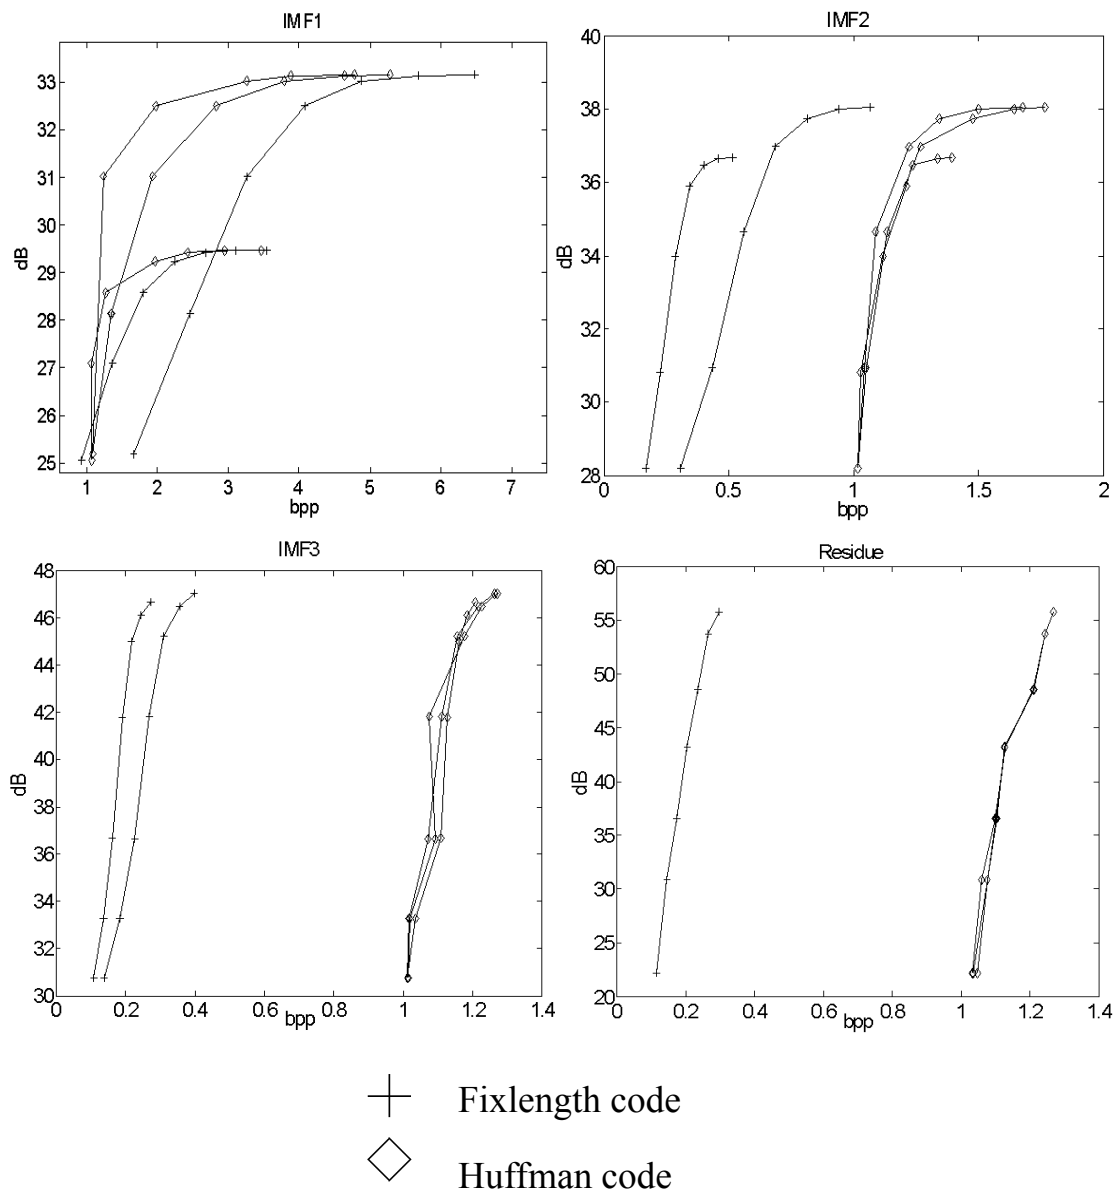 IMF1
33
32
31
30
29
28
27
26
25
dB
1 2 3 4 5 6 7
bpp
IMF2
40
38
36
34
32
30
28
dB
0 0.5 1 1.5 2
bpp
IMF3
48
46
44
42
40
38
36
34
32
30
dB
0 0.2 0.4 0.6 0.8 1 1.2 1.4
bpp
Residue
60
55
50
45
40
35
30
25
20
dB
0 0.2 0.4 0.6 0.8 1 1.2 1.4
bpp
Fixlength code
Huffman code